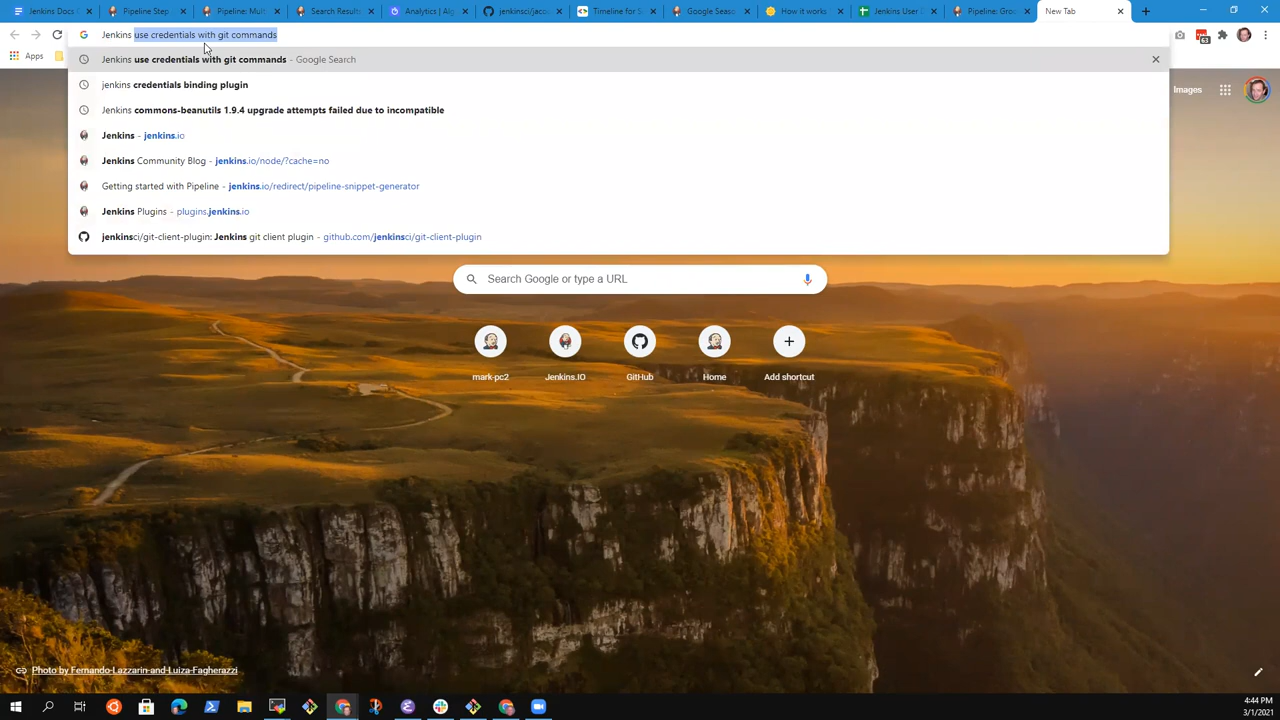 Jenkins Docs
Pipeline Step
Pipeline: Mult
Search Results
Analytics | Alg
jenkinsci/jaco
Timeline for S
Google Seaso
How it works
Jenkins User D
Pipeline: Groo
New Tab
Jenkins use credentials with git commands
63
Apps
Jenkins use credentials with git commands - Google Search
jenkins credentials binding plugin
Jenkins commons-beanutils 1.9.4 upgrade attempts failed due to incompatible
Jenkins - jenkins.io
Jenkins Community Blog - jenkins.io/node/?cache=no
Getting started with Pipeline - jenkins.io/redirect/pipeline-snippet-generator
Jenkins Plugins - plugins.jenkins.io
jenkinsci/git-client-plugin: Jenkins git client plugin - github.com/jenkinsci/git-client-plugin
Images
Search Google or type a URL
mark-pc2
Jenkins.IO
GitHub
Home
Add shortcut
Photo by Fernando-Lazzarin-and-Luiza-Fagherazzi
4:44 PM
3/1/2021